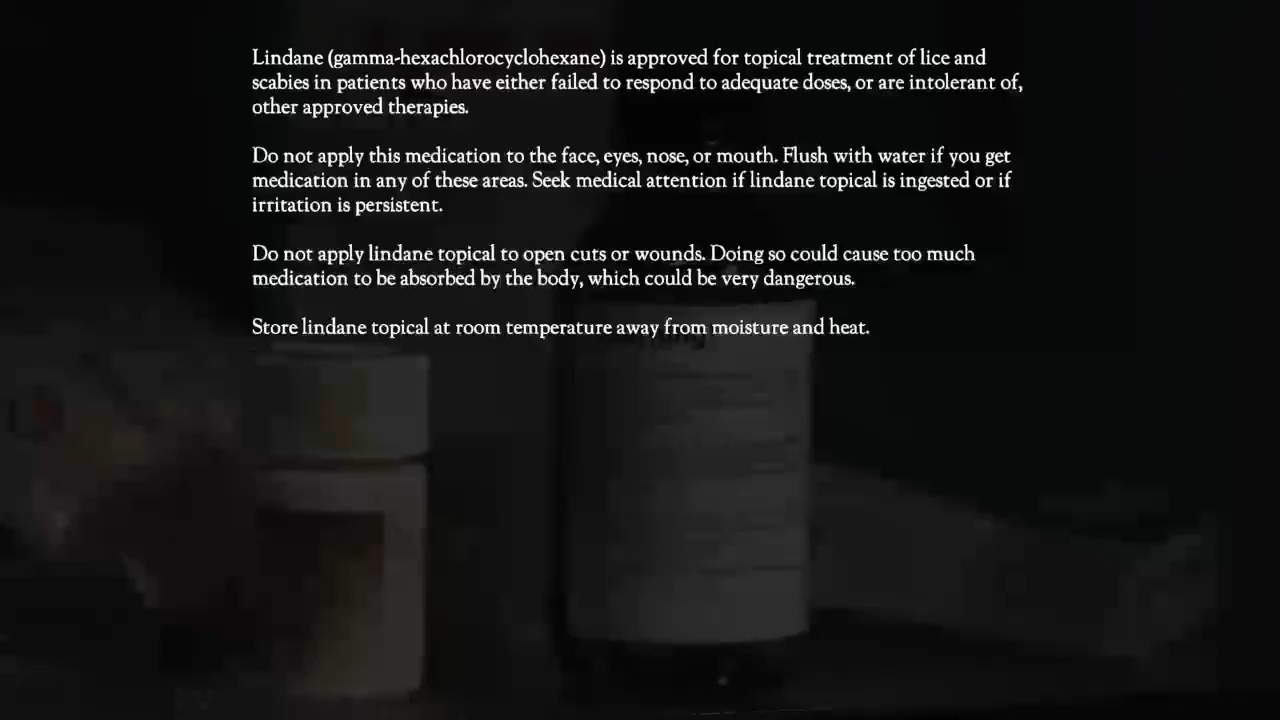 Lindane (gamma-hexachlorocyclohexane) is approved for topical treatment of lice and
scabies in patients who have either failed to respond to adequate doses, or are intolerant of,
other approved therapies.
Do not apply this medication to the face, eyes, nose, or mouth. Flush with water if you get
medication in any of these areas. Seek medical attention if lindane topical is ingested or if
irritation is persistent.
Do not apply lindane topical to open cuts or wounds. Doing so could cause too much
medication to be absorbed by the body, which could be very dangerous.
Store lindane topical at room temperature away from moisture and heat.